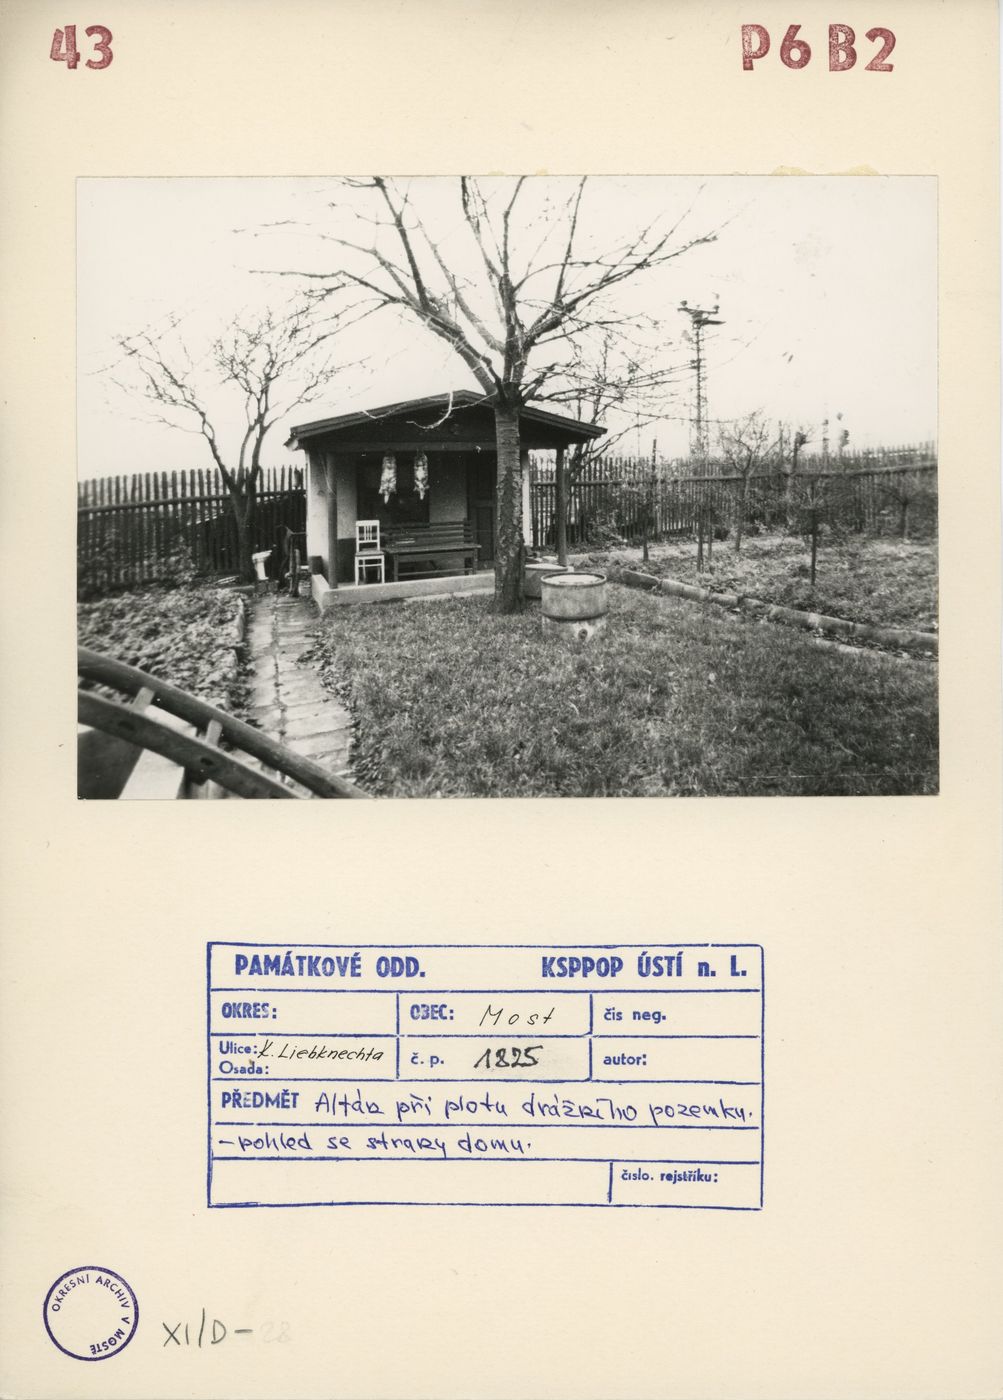 43
P6B2
PAMÁTKOVÉ ODD. KSPPOP ÚSTÍ n. L.
OKRES: OBEC: Most čis neg.
Ulice: K. Liebknechta č. p. 1825 autor:
Osada:
PŘEDMĚT Altán při plotu drážního pozemku.
- pohled se strany domu.
číslo. rejstříku:
OKRESNÍ ARCHIV V MOSTĚ
XI/D - 28